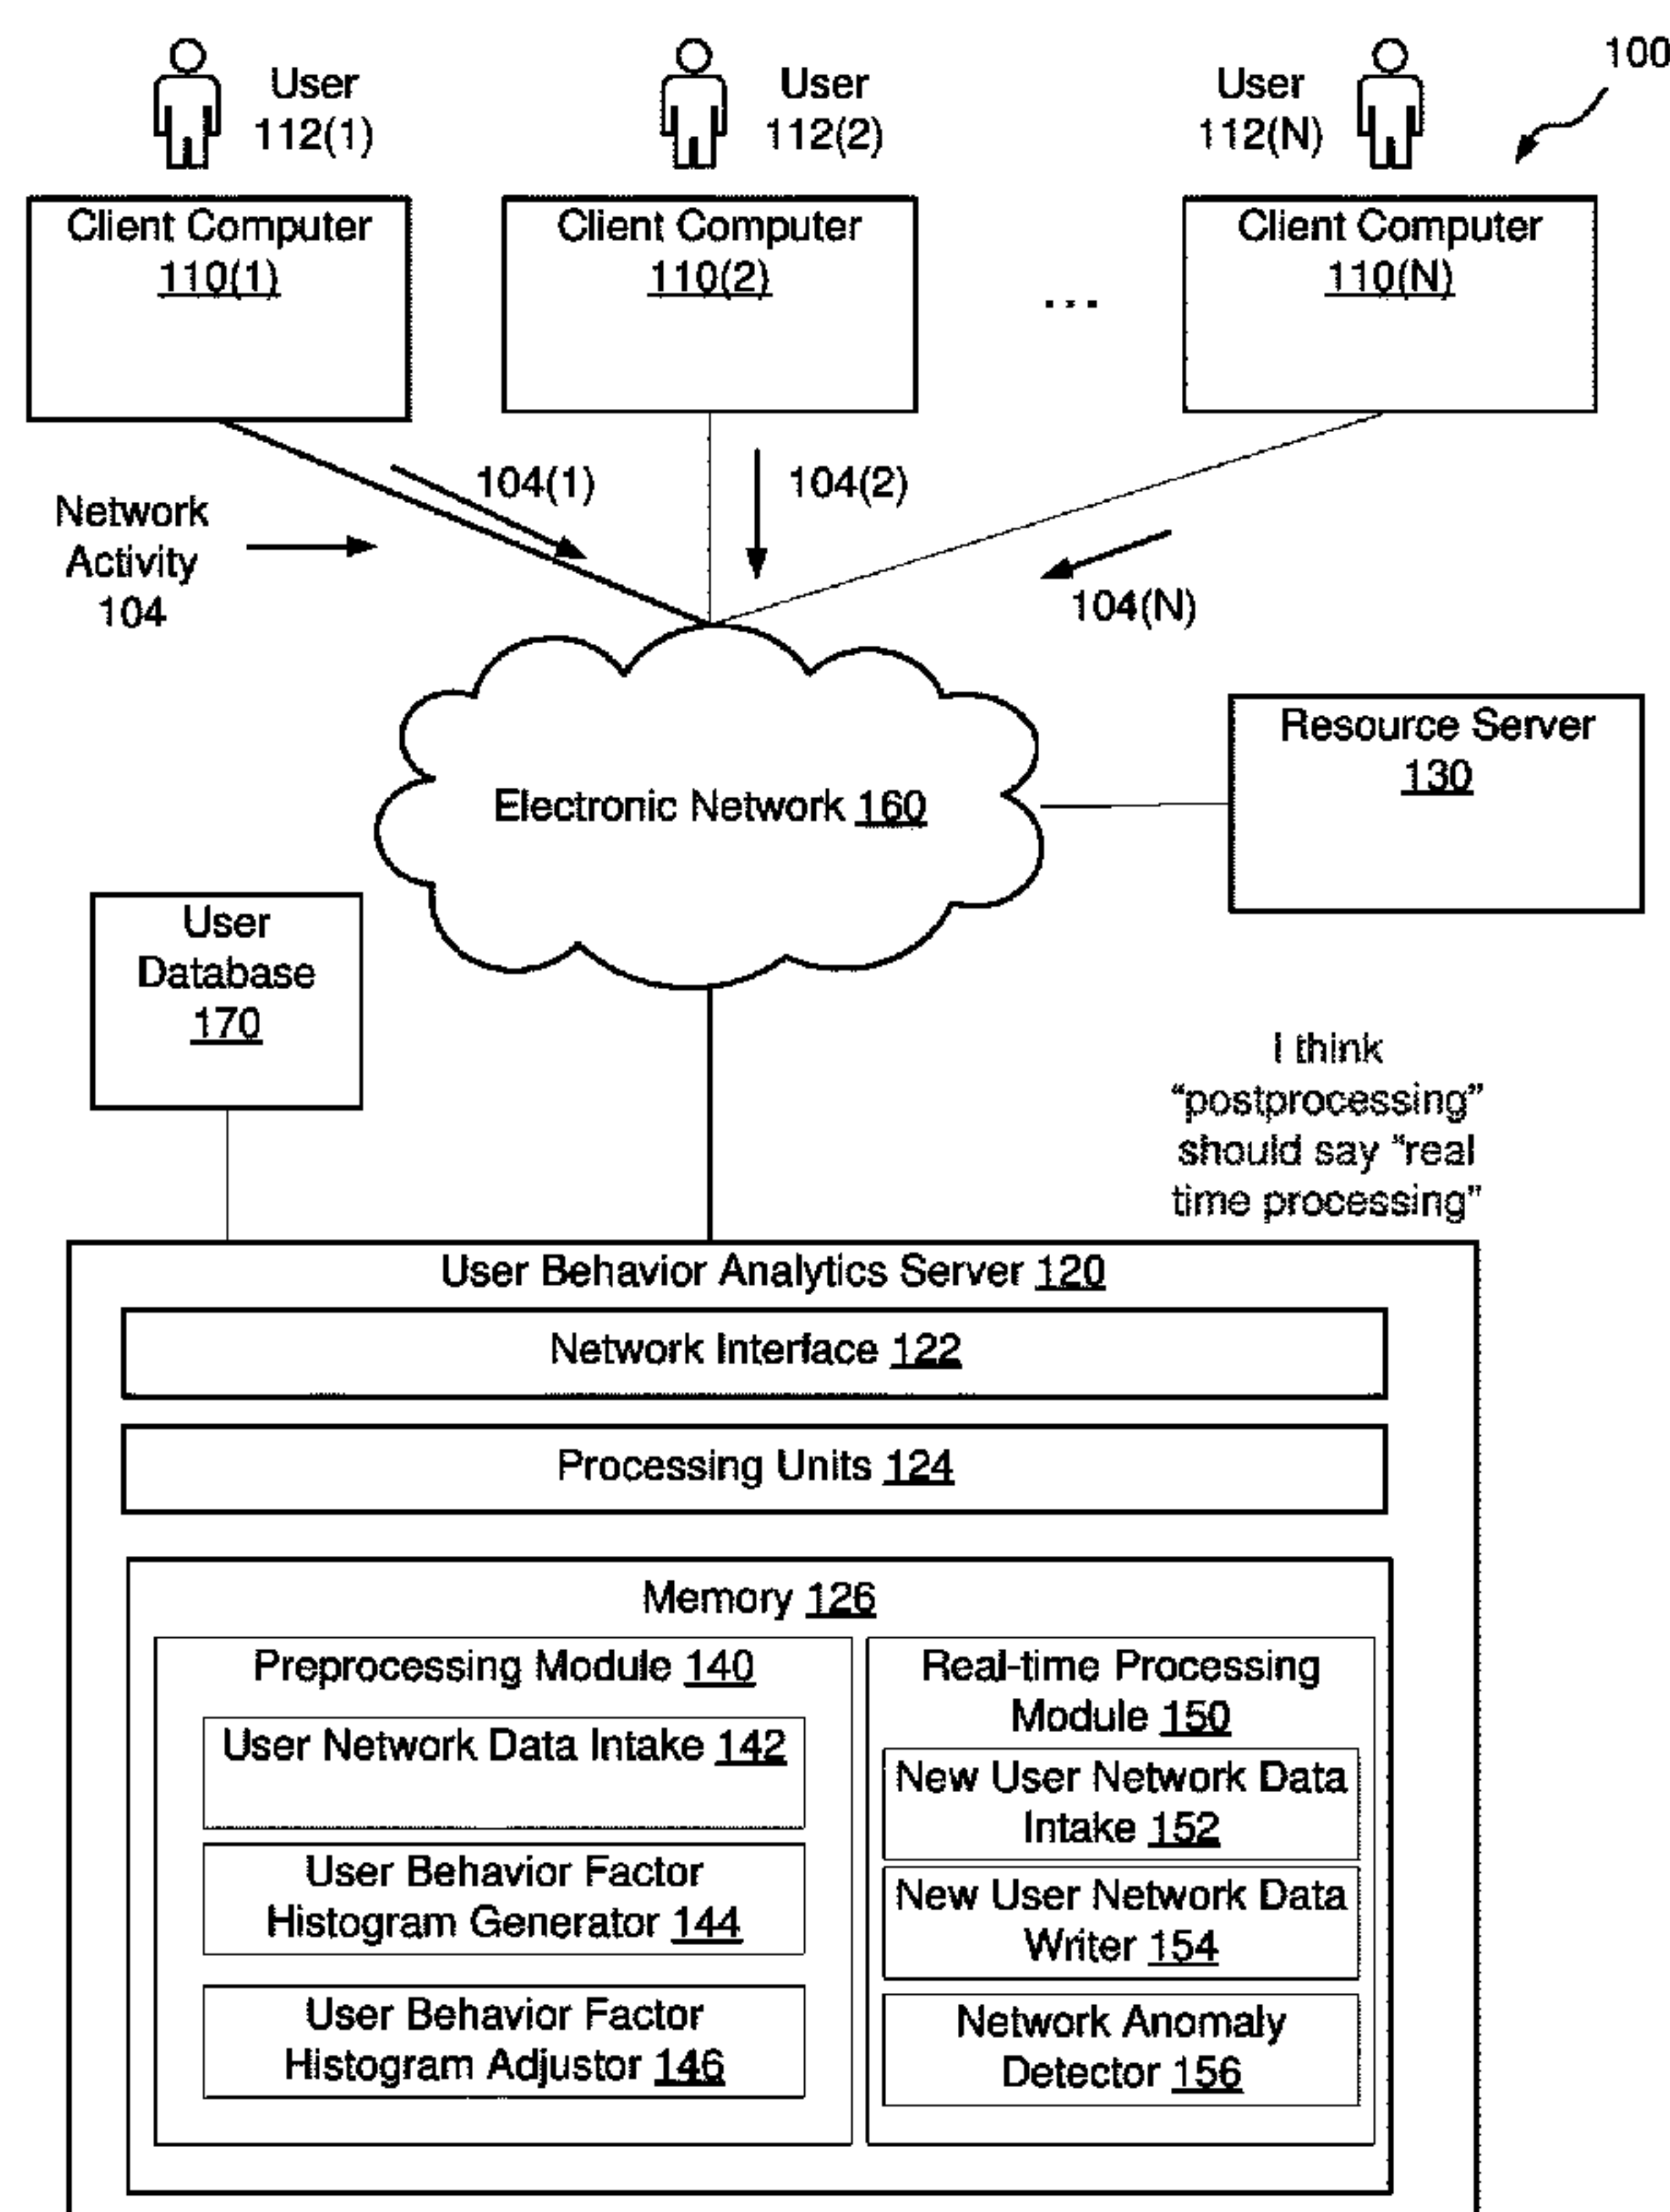 100
User
112(1)
User
112(2)
User
112(N)
Client Computer
110(1)
Client Computer
110(2)
...
Client Computer
110(N)
104(1)
104(2)
104(N)
Network
Activity
104
Electronic Network 160
Resource Server
130
User
Database
170
I think
“postprocessing”
should say “real
time processing”
User Behavior Analytics Server 120
Network Interface 122
Processing Units 124
Memory 126
Preprocessing Module 140
User Network Data Intake 142
User Behavior Factor
Histogram Generator 144
User Behavior Factor
Histogram Adjustor 146
Real-time Processing
Module 150
New User Network Data
Intake 152
New User Network Data
Writer 154
Network Anomaly
Detector 156